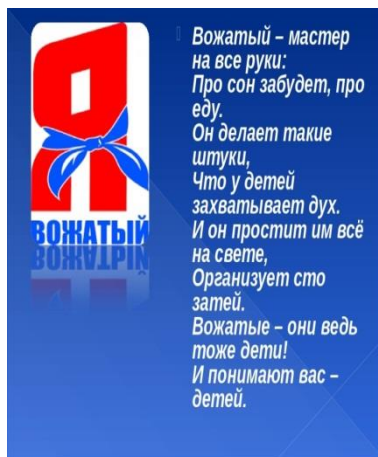 Я
ВОЖАТЫЙ
Вожатый – мастер
на все руки:
Про сон забудет, про
еду.
Он делает такие
штуки,
Что у детей
захватывает дух.
И он простит им всё
на свете,
Организует сто
затей.
Вожатые – они ведь
тоже дети!
И понимают вас –
детей.